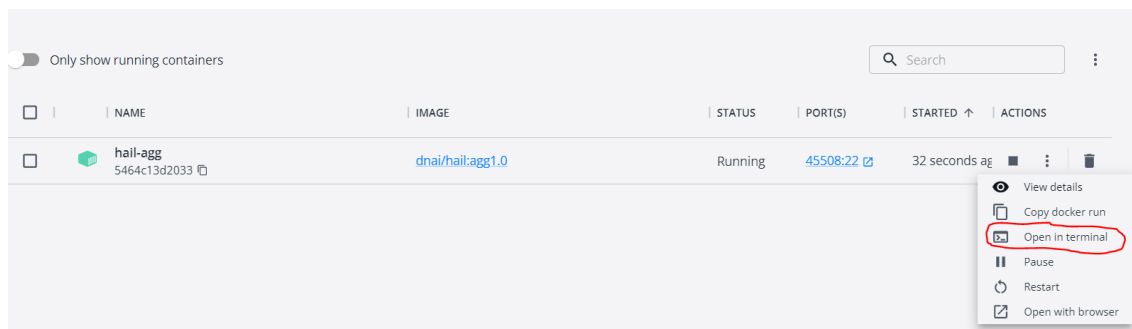 Only show running containers
Search
NAME IMAGE STATUS PORT(S) STARTED ACTIONS
hail-agg
5464c13d2033
dnai/hail:agg1.0 Running 45508:22 32 seconds ag
View details
Copy docker run
Open in terminal
Pause
Restart
Open with browser